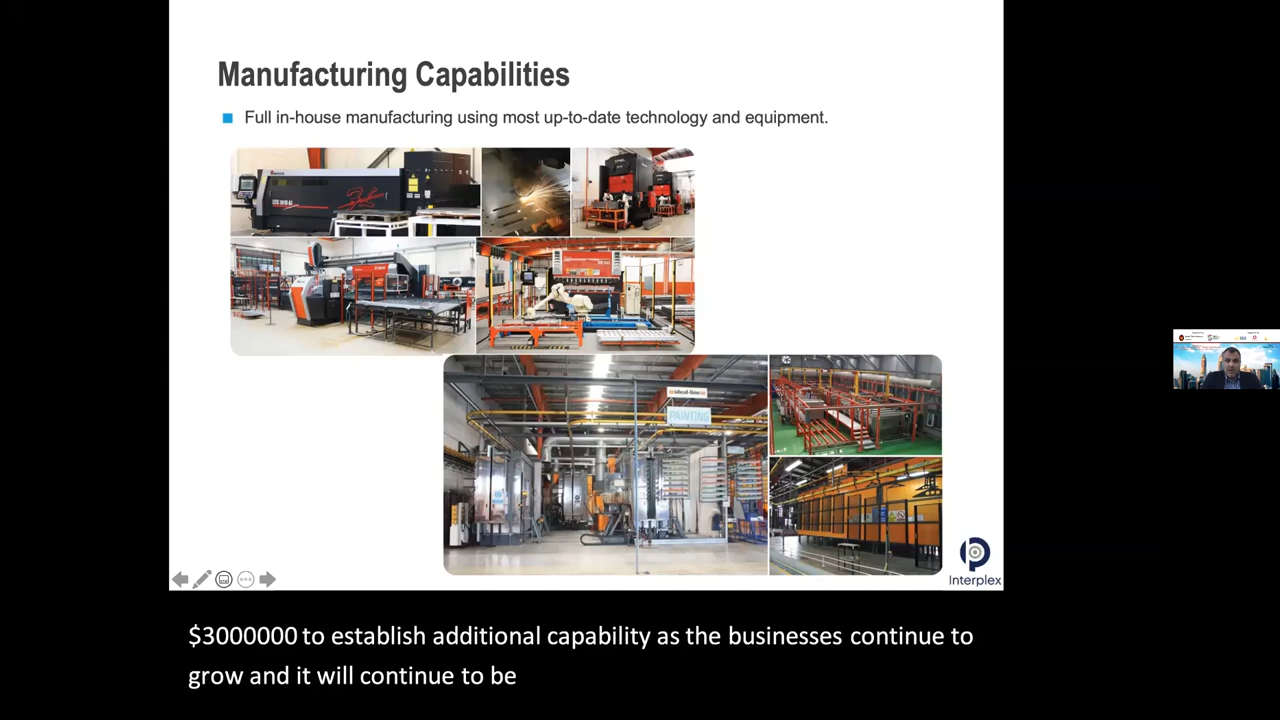 Manufacturing Capabilities
Full in-house manufacturing using most up-to-date technology and equipment.
PAINTING
Interplex
$3000000 to establish additional capability as the businesses continue to
grow and it will continue to be